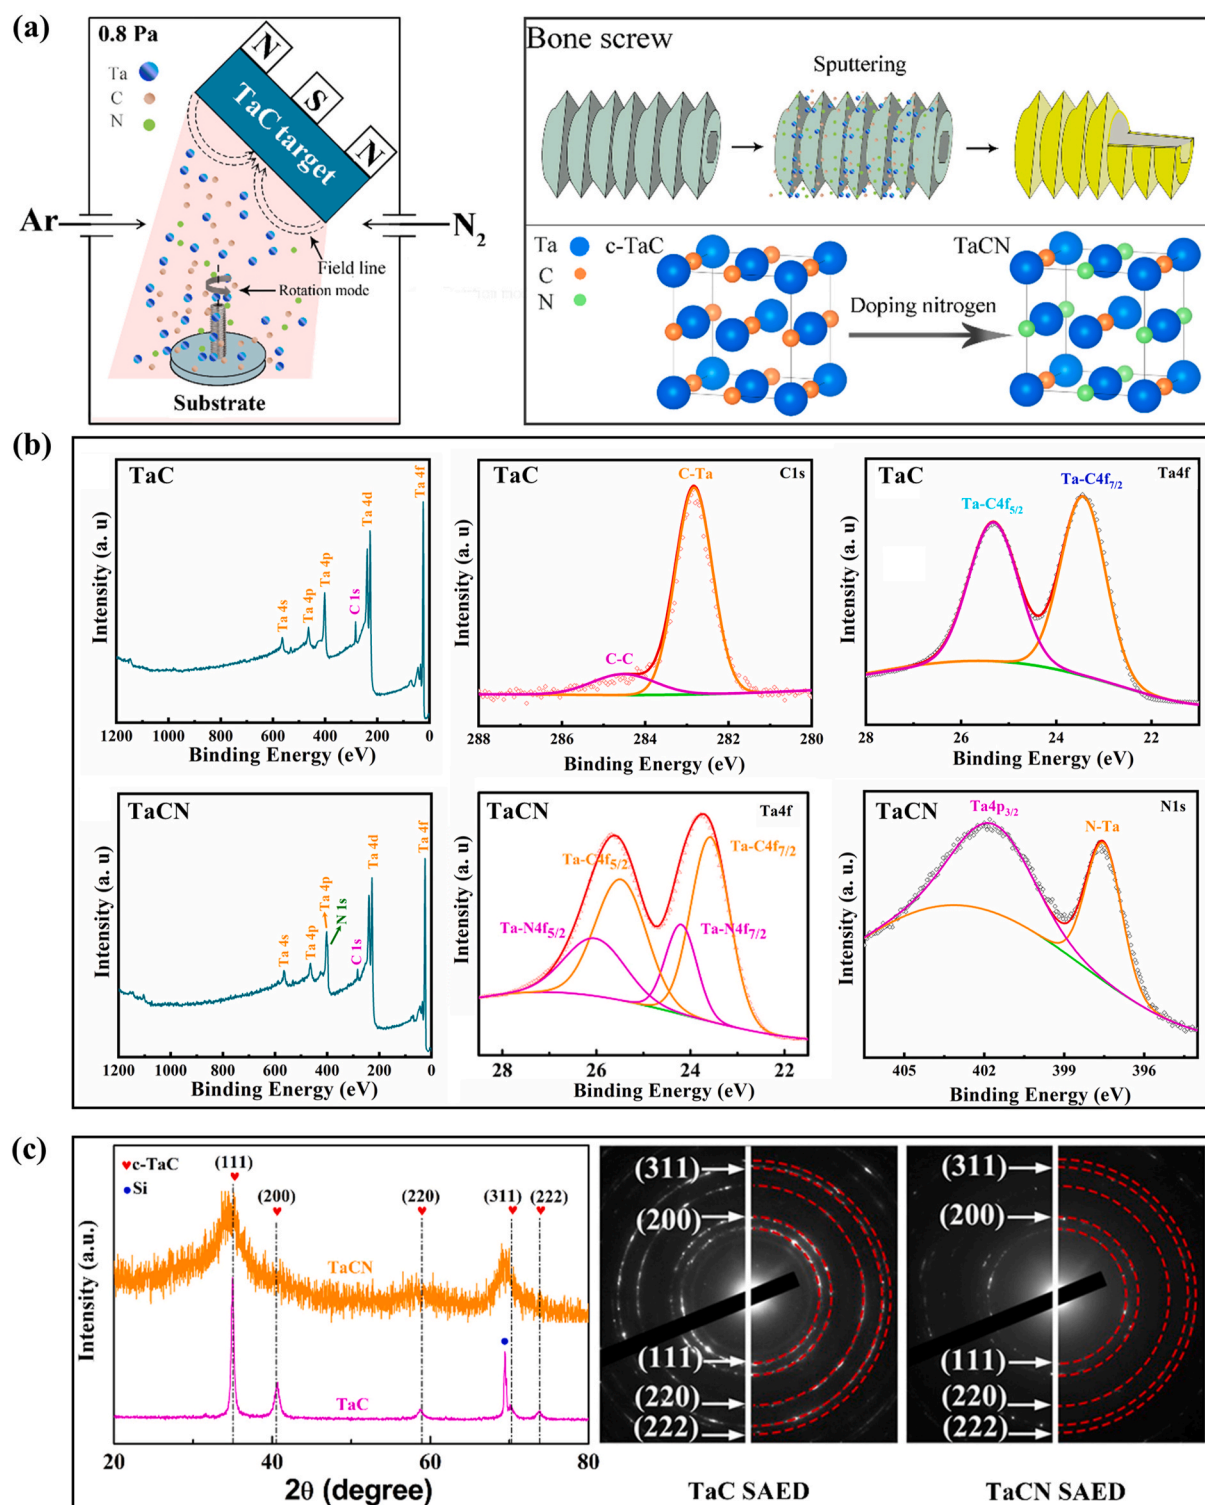 (a)
0.8 Pa
Ta
C
N
N
S
N
TaC target
Ar
N₂
Field line
Rotation mode
Substrate
Bone screw
Sputtering
Ta
C
N
c-TaC
Doping nitrogen
TaCN
(b)
TaC
Intensity (a. u)
Ta 4s
Ta 4p
Ta 4p
C 1s
Ta 4d
Ta 4f
1200 1000 800 600 400 200 0
Binding Energy (eV)
TaC
C1s
Intensity (a. u)
C-Ta
C-C
288 286 284 282 280
Binding Energy (eV)
TaC
Ta4f
Intensity (a. u)
Ta-C4f5/2
Ta-C4f7/2
28 26 24 22
Binding Energy (eV)
TaCN
Intensity (a. u)
Ta 4s
Ta 4p
Ta 4p
N 1s
C 1s
Ta 4d
Ta 4f
1200 1000 800 600 400 200 0
Binding Energy (eV)
TaCN
Ta4f
Intensity (a. u)
Ta-C4f5/2
Ta-C4f7/2
Ta-N4f5/2
Ta-N4f7/2
28 26 24 22
Binding Energy (eV)
TaCN
N1s
Intensity (a. u.)
Ta4p3/2
N-Ta
405 402 399 396
Binding Energy (eV)
(c)
c-TaC
Si
(111)
(200)
(220)
(311)
(222)
Intensity (a.u.)
TaCN
TaC
20 40 60 80
2θ (degree)
(311)
(200)
(111)
(220)
(222)
TaC SAED
(311)
(200)
(111)
(220)
(222)
TaCN SAED